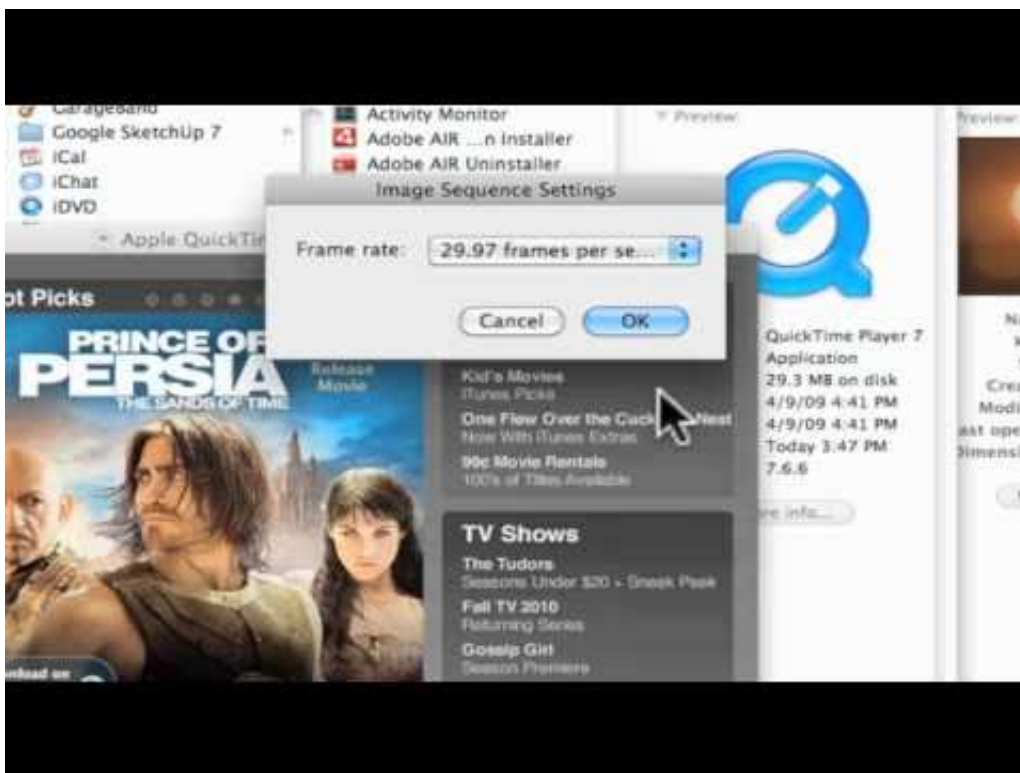 GarageBand
Google SketchUp 7
iCal
iChat
iDVD
Activity Monitor
Adobe AIR ...n Installer
Adobe AIR Uninstaller
Preview:
Preview:
Image Sequence Settings
Frame rate:
29.97 frames per se...
Cancel
OK
Apple QuickTi
ot Picks
PRINCE OF
PERSIA
THE SANDS OF TIME
Release
Movie
Kid's Movies
iTunes Picks
One Flew Over the Cuck Nest
Now With iTunes Extras
99¢ Movie Rentals
100's of Titles Available
TV Shows
The Tudors
Seasons Under $20 + Sneak Peek
Fall TV 2010
Returning Series
Gossip Girl
Season Premiere
nload on
QuickTime Player 7
Application
29.3 MB on disk
4/9/09 4:41 PM
4/9/09 4:41 PM
Today 3:47 PM
7.6.6
re info...
Na
Crea
Modi
ast ope
Dimensi